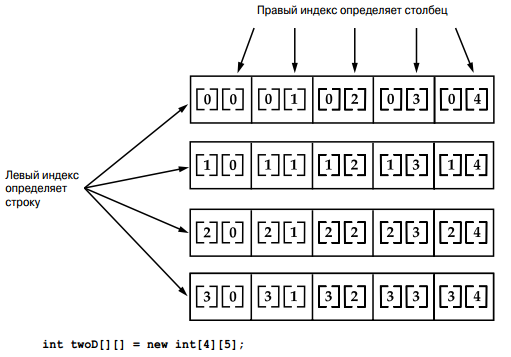 Правый индекс определяет столбец
[0][0] [0][1] [0][2] [0][3] [0][4]
[1][0] [1][1] [1][2] [1][3] [1][4]
Левый индекс
определяет
строку
[2][0] [2][1] [2][2] [2][3] [2][4]
[3][0] [3][1] [3][2] [3][3] [3][4]
int twoD[][] = new int[4][5];